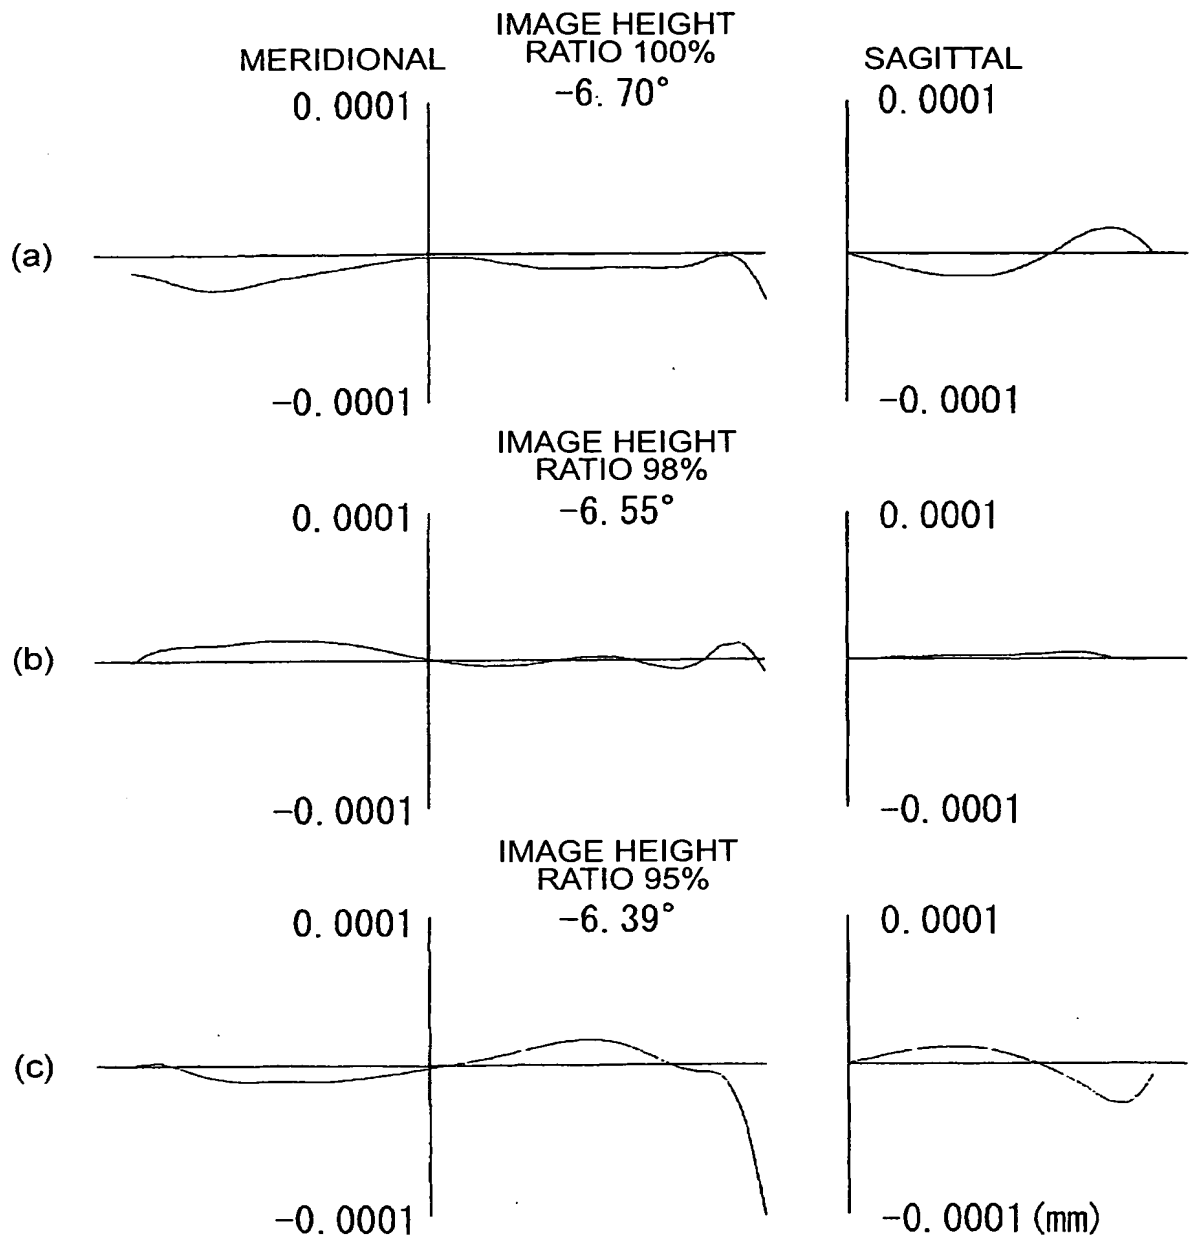 IMAGE HEIGHT
RATIO 100%
-6.70°
MERIDIONAL
SAGITTAL
0.0001
0.0001
(a)
-0.0001
-0.0001
IMAGE HEIGHT
RATIO 98%
-6.55°
0.0001
0.0001
(b)
-0.0001
-0.0001
IMAGE HEIGHT
RATIO 95%
-6.39°
0.0001
0.0001
(c)
-0.0001
-0.0001 (mm)